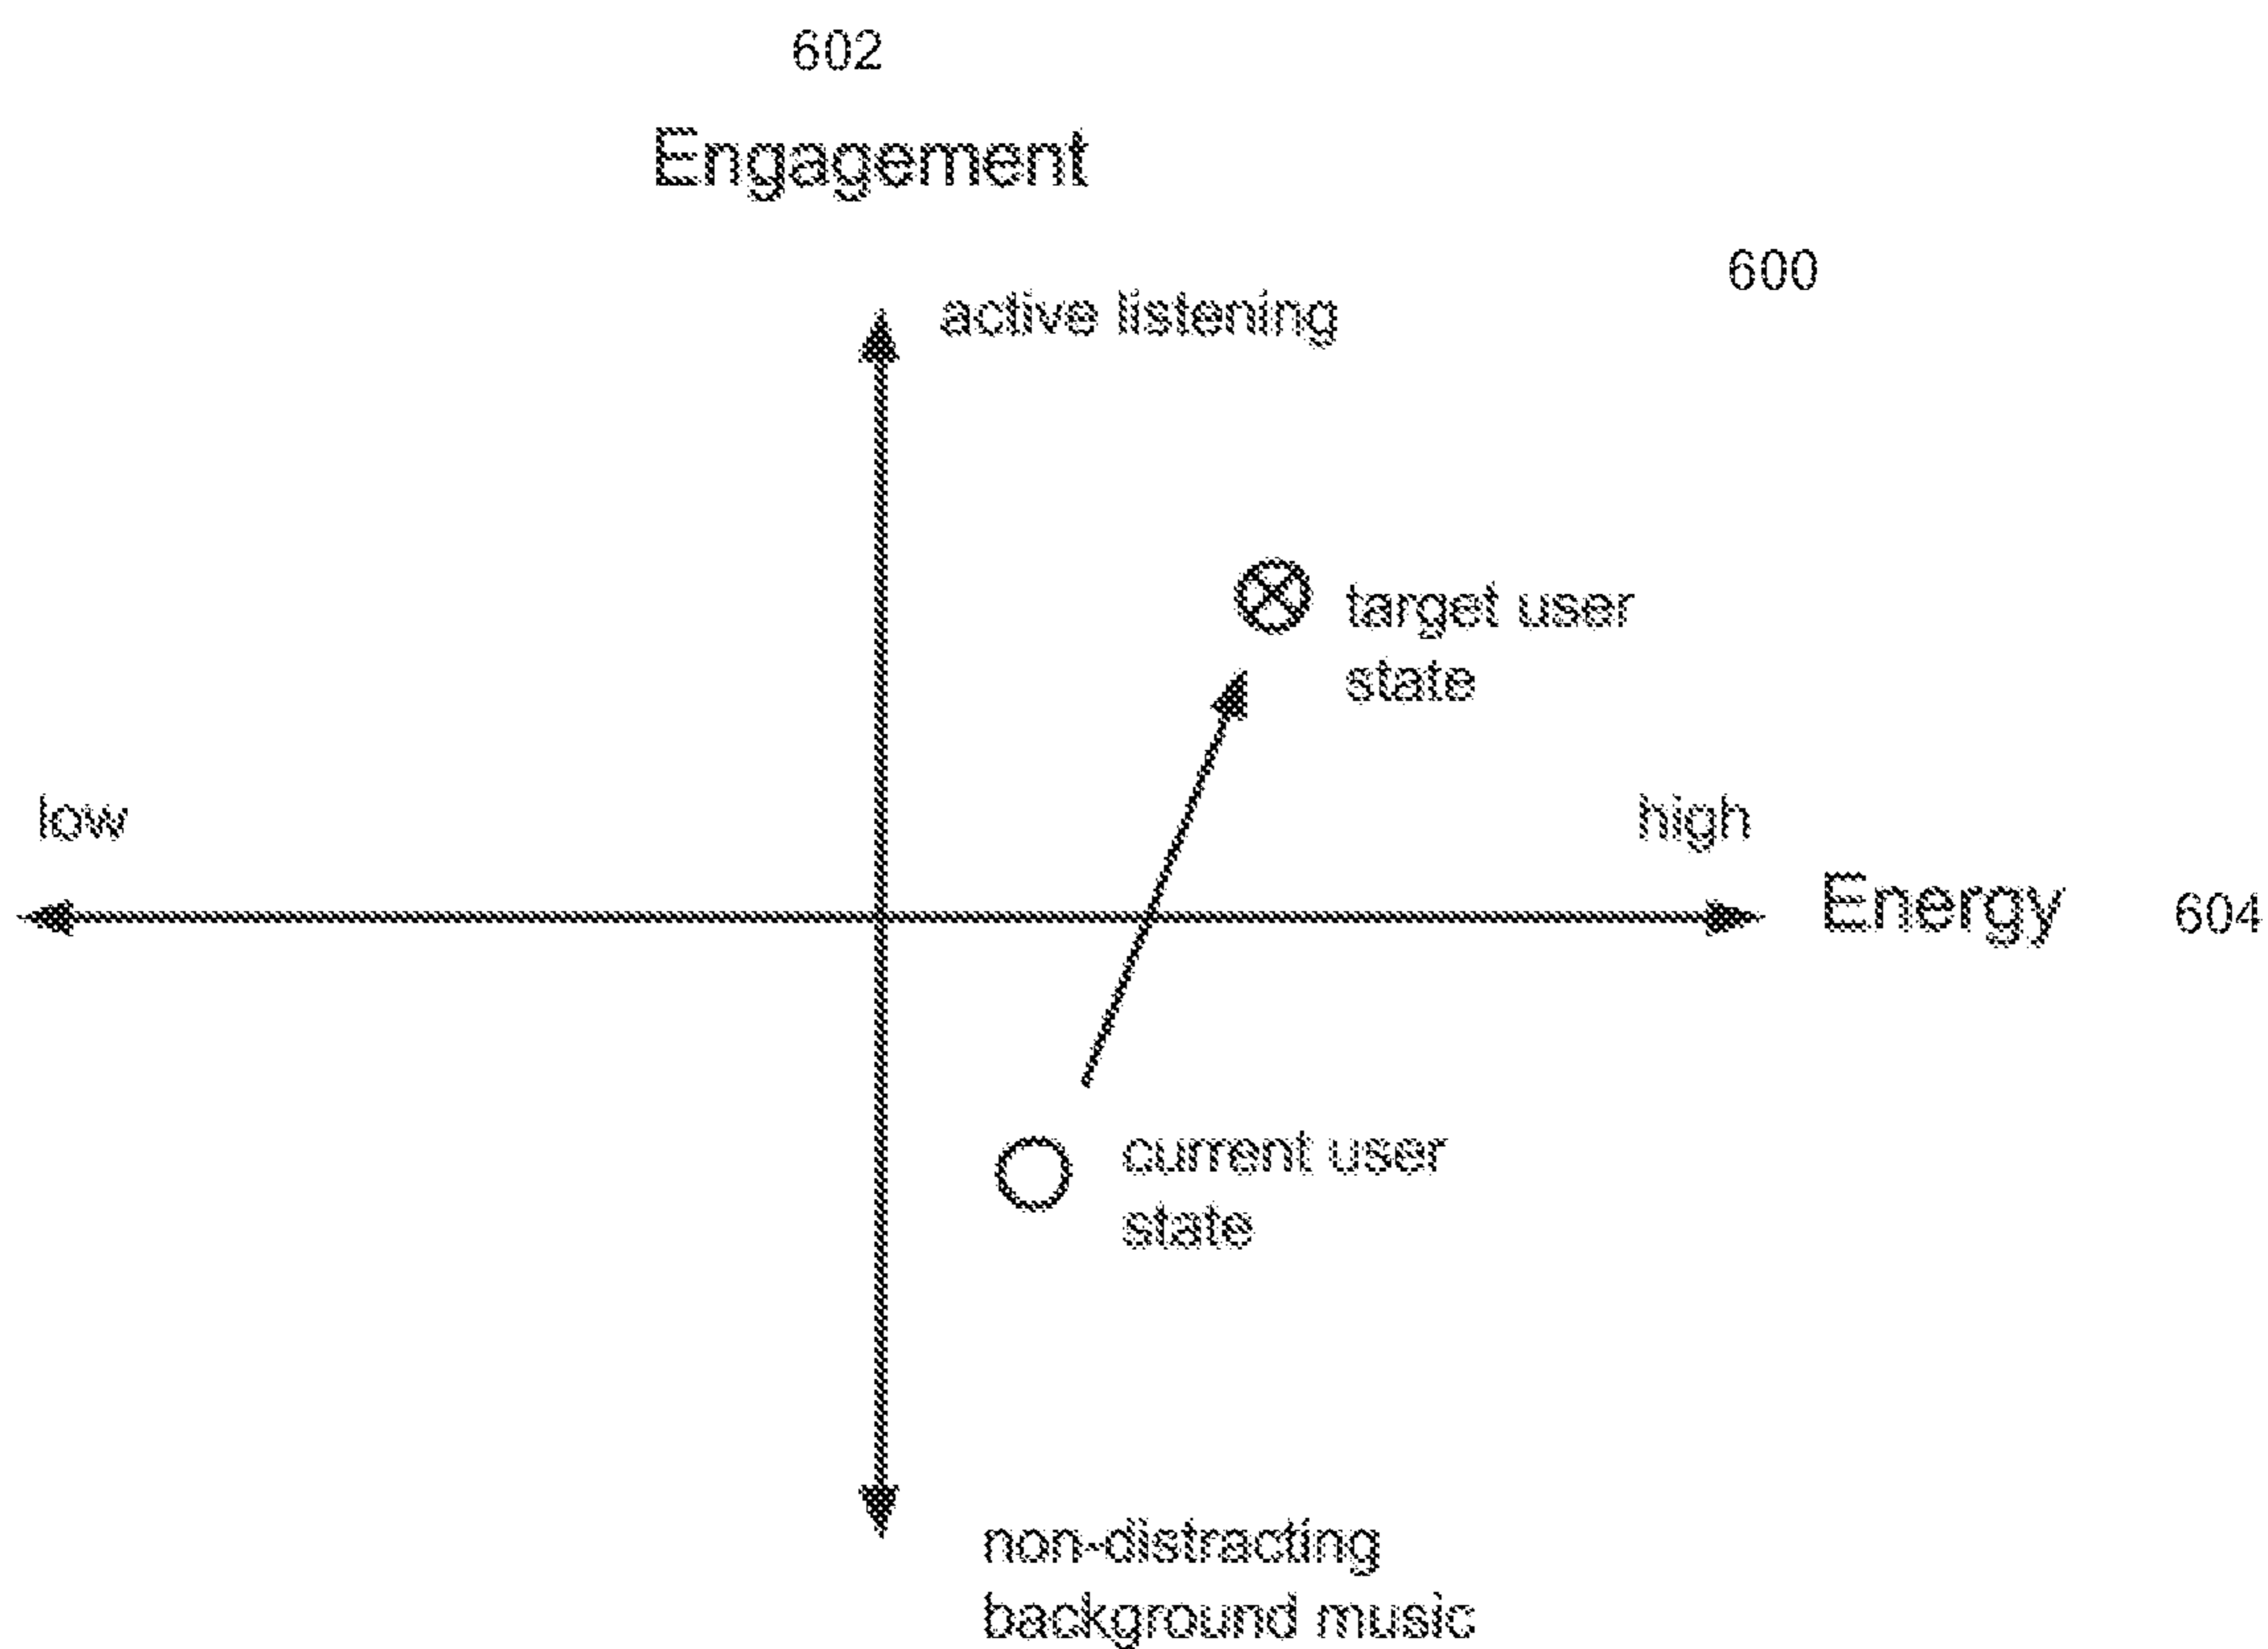 602
Engagement
600
active listening
target user
state
low
high
Energy
604
current user
state
non-distracting
background music